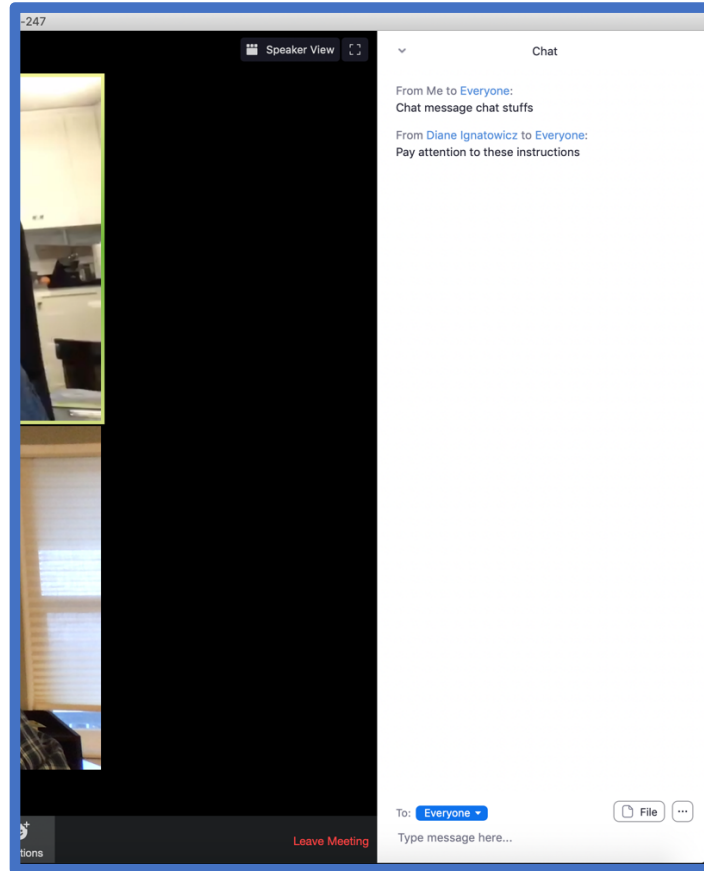 -247
Speaker View
Chat
From Me to Everyone:
Chat message chat stuffs
From Diane Ignatowicz to Everyone:
Pay attention to these instructions
To: Everyone
File
Type message here...
tions
Leave Meeting